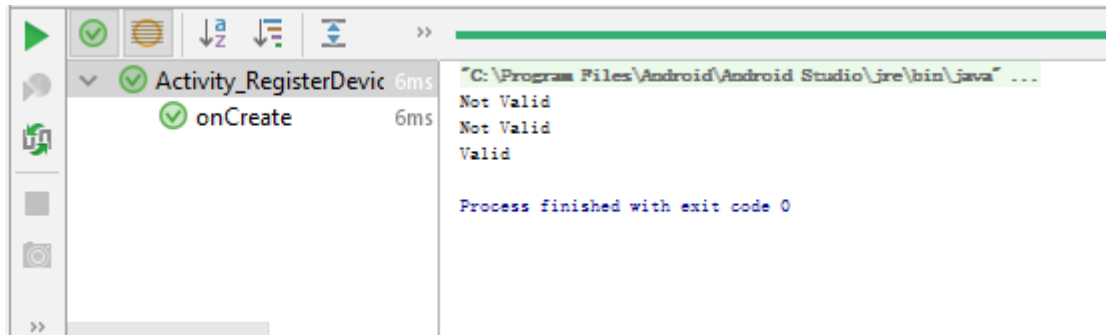 Activity_RegisterDevic 6ms
onCreate 6ms
"C:\Program Files\Android\Android Studio\jre\bin\java" ...
Not Valid
Not Valid
Valid
Process finished with exit code 0